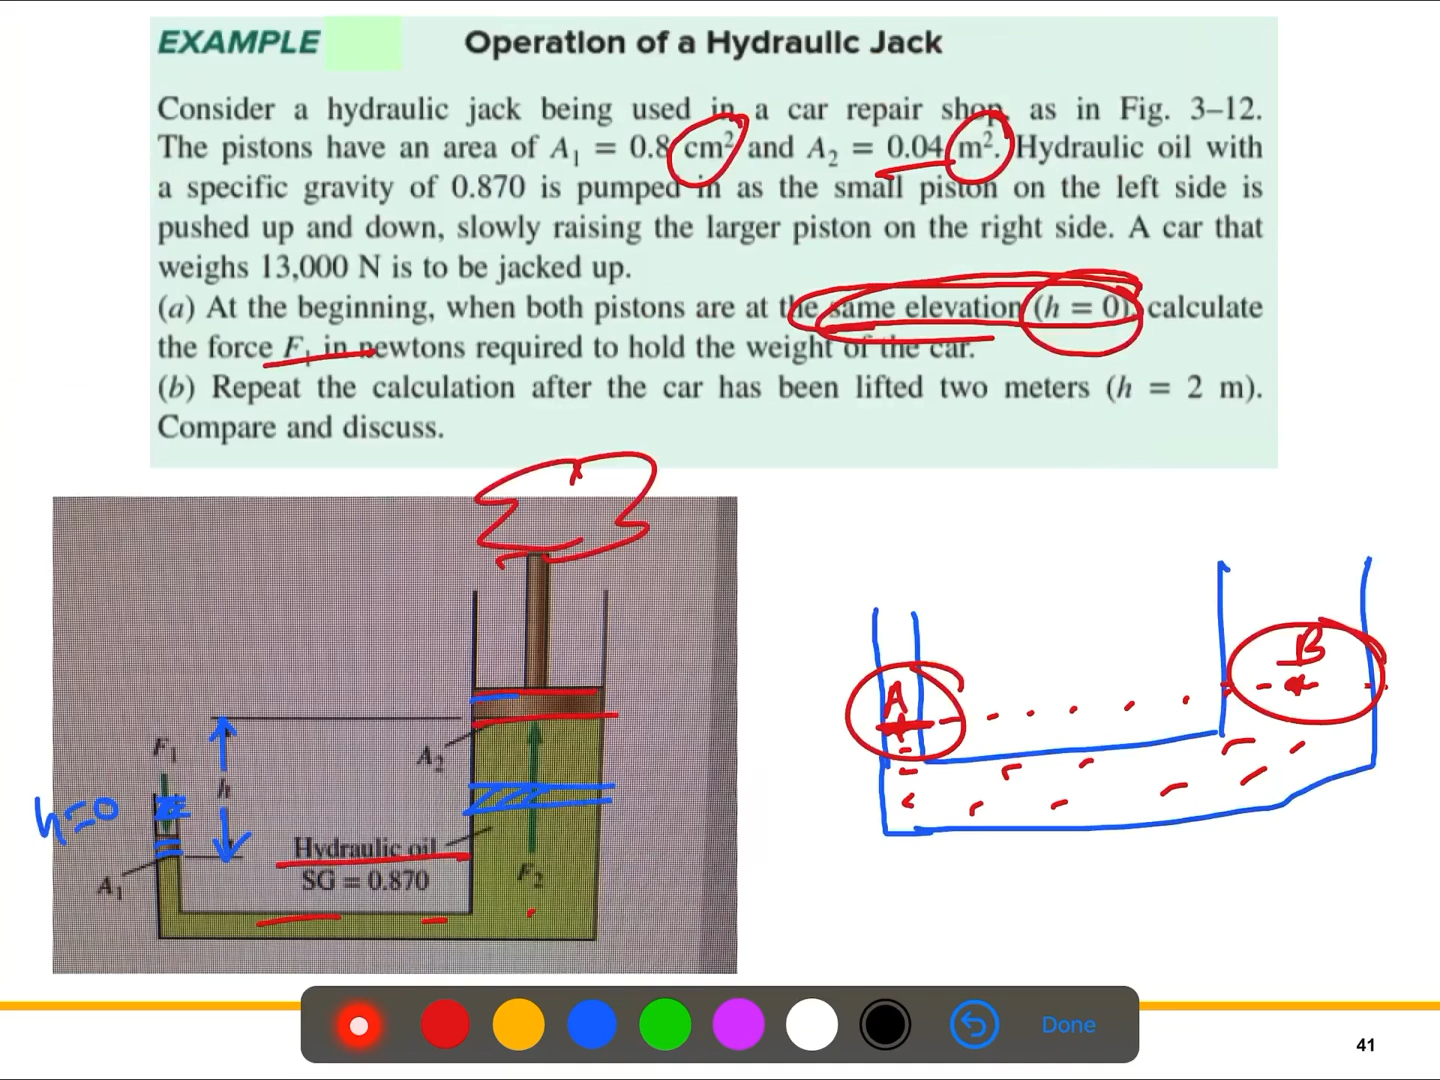 EXAMPLE Operation of a Hydraulic Jack
Consider a hydraulic jack being used in a car repair shop, as in Fig. 3–12.
The pistons have an area of A₁ = 0.8 cm² and A₂ = 0.04 m². Hydraulic oil with
a specific gravity of 0.870 is pumped in as the small piston on the left side is
pushed up and down, slowly raising the larger piston on the right side. A car that
weighs 13,000 N is to be jacked up.
(a) At the beginning, when both pistons are at the same elevation (h = 0), calculate
the force F₁ in newtons required to hold the weight of the car.
(b) Repeat the calculation after the car has been lifted two meters (h = 2 m).
Compare and discuss.
B
A
F₁
A₂
h
h=0
Hydraulic oil
SG = 0.870
F₂
A₁
Done
41